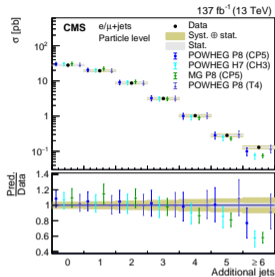 137 fb⁻¹ (13 TeV)
σ [pb]
CMS
e/μ+jets
Particle level
Data
Syst. ⊕ stat.
Stat.
POWHEG P8 (CP5)
POWHEG H7 (CH3)
MG P8 (CP5)
POWHEG P8 (T4)
10²
10
1
10⁻¹
Pred.
Data
1.4
1.2
1
0.8
0.6
0.4
0 1 2 3 4 5 ≥6
Additional jets